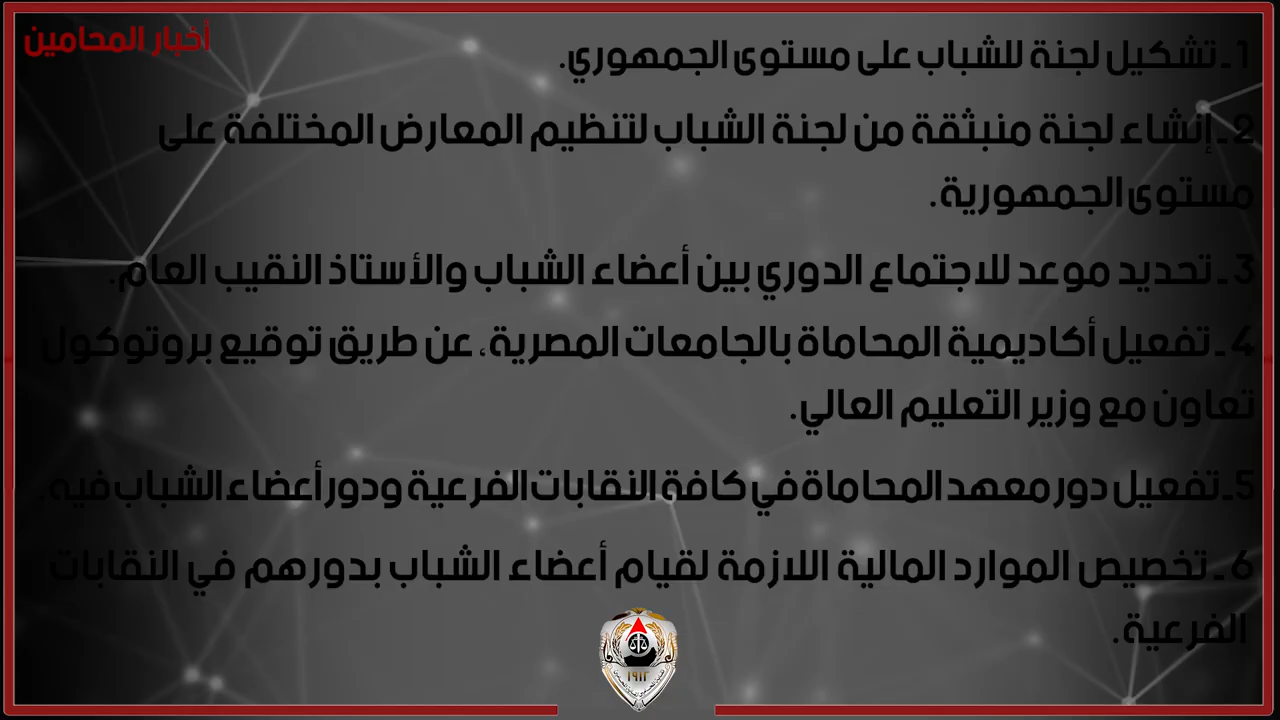 أخبار المحامين
1ـ تشكيل لجنة للشباب على مستوى الجمهوري.
2ـ إنشاء لجنة منبثقة من لجنة الشباب لتنظيم المعارض المختلفة على
مستوى الجمهورية.
3ـ تحديد موعد للاجتماع الدوري بين أعضاء الشباب والأستاذ النقيب العام.
4ـ تفعيل أكاديمية المحاماة بالجامعات المصرية، عن طريق توقيع بروتوكول
تعاون مع وزير التعليم العالي.
5ـ تفعيل دور معهد المحاماة في كافة النقابات الفرعية ودور أعضاء الشباب فيه.
6ـ تخصيص الموارد المالية اللازمة لقيام أعضاء الشباب بدورهم في النقابات
الفرعية.
١٩١٢